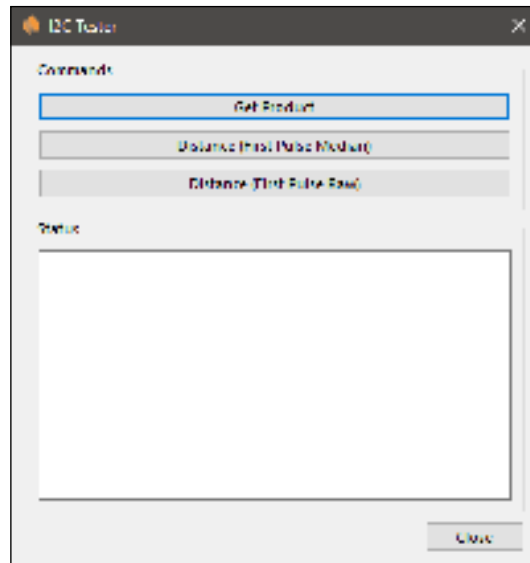 I2C Tester
Commands
Get Product
Distance (First Pulse Median)
Distance (First Pulse Raw)
Status
Close